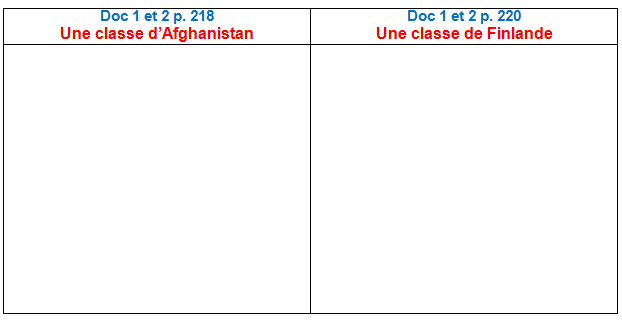 Doc 1 et 2 p. 218
Une classe d’Afghanistan
Doc 1 et 2 p. 220
Une classe de Finlande